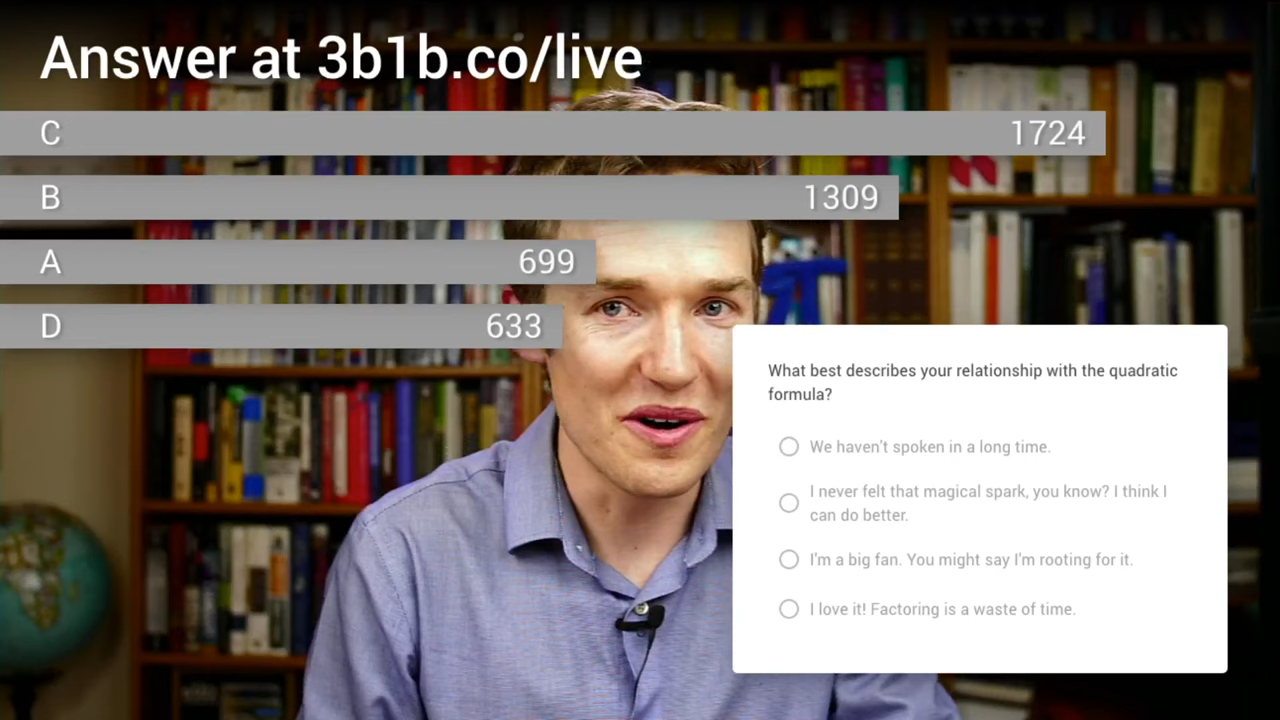 Answer at 3b1b.co/live
C 1724
B 1309
A 699
D 633
What best describes your relationship with the quadratic
formula?
We haven't spoken in a long time.
I never felt that magical spark, you know? I think I
can do better.
I'm a big fan. You might say I'm rooting for it.
I love it! Factoring is a waste of time.